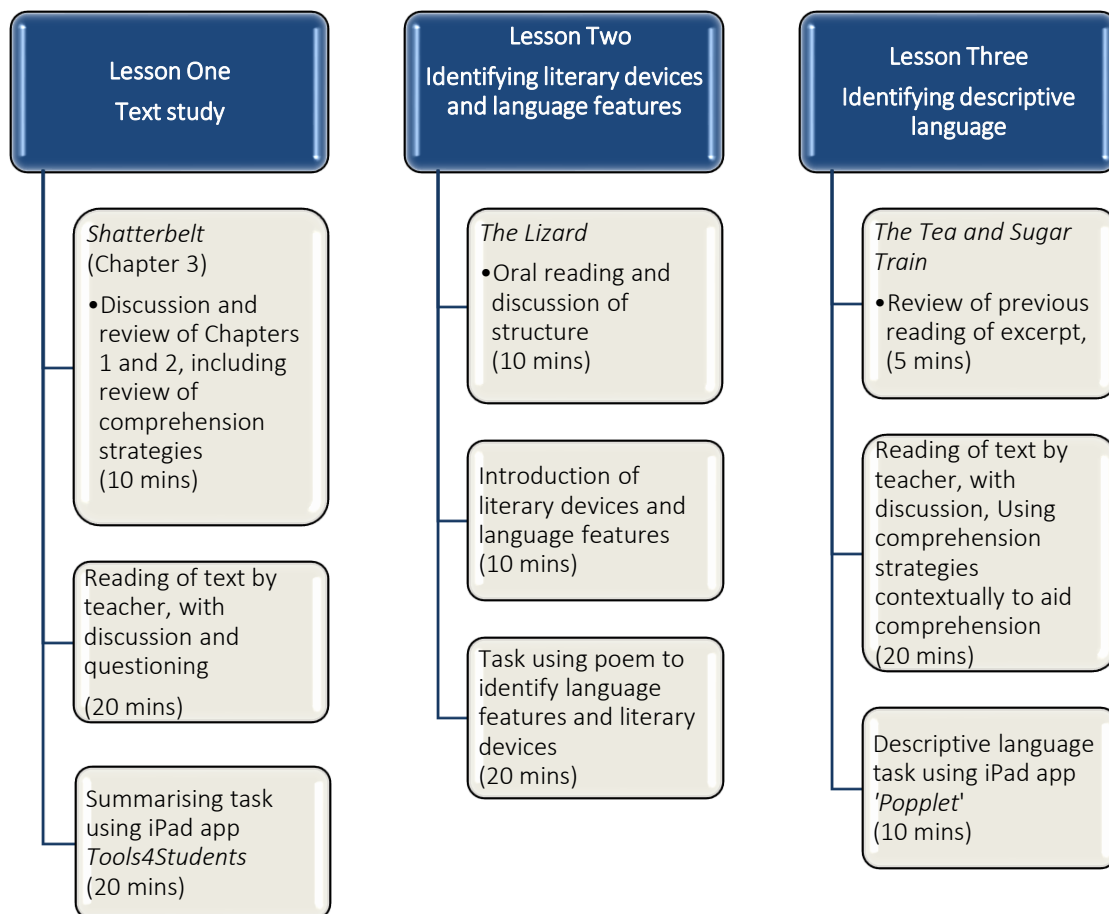 Lesson One
Text study
Shatterbelt
(Chapter 3)
•Discussion and
review of Chapters
1 and 2, including
review of
comprehension
strategies
(10 mins)
Reading of text by
teacher, with
discussion and
questioning
(20 mins)
Summarising task
using iPad app
Tools4Students
(20 mins)
Lesson Two
Identifying literary devices
and language features
The Lizard
•Oral reading and
discussion of
structure
(10 mins)
Introduction of
literary devices and
language features
(10 mins)
Task using poem to
identify language
features and literary
devices
(20 mins)
Lesson Three
Identifying descriptive
language
The Tea and Sugar
Train
•Review of previous
reading of excerpt,
(5 mins)
Reading of text by
teacher, with
discussion, Using
comprehension
strategies
contextually to aid
comprehension
(20 mins)
Descriptive language
task using iPad app
'Popplet'
(10 mins)